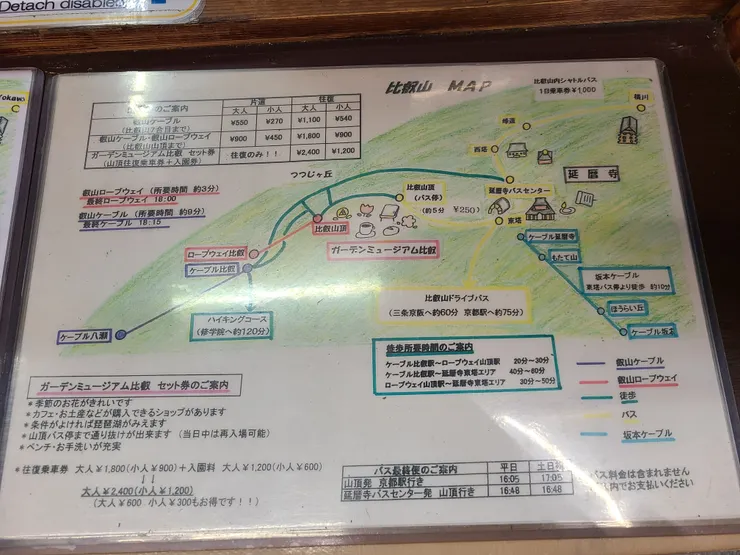 Detach disable
Yokawa
比叡山 MAP
のご案内
片道 往復
大人 小人 大人 小人
叡山ケーブル ¥550 ¥270 1,100 ¥540
(比叡山7合目まで)
叡山ケーブル・叡山ロープウェイ ¥900 ¥450 ¥1,800 ¥900
(比叡山山頂まで)
ガーデンミュージアム比叡 セット券 往復のみ!! ¥2,400 ¥1,200
(山頂往復乗車券+入園券)
比叡山内シャトルバス
1日乗車券 ¥1,000
横川
峰道
西塔
延暦寺
延暦寺バスセンター
東塔
つつじヶ丘
叡山ロープウェイ (所要時間 約3分)
最終ロープウェイ 18:00
叡山ケーブル (所要時間 約9分)
最終ケーブル 18:15
比叡山頂
(バス停)
(約5分 ¥250)
比叡山頂
ガーデンミュージアム比叡
ロープウェイ比叡
ケーブル比叡
ケーブル八瀬
ハイキングコース
(修学院へ約120分)
比叡山ドライブバス
(三条京阪へ約60分 京都駅へ約75分)
ケーブル延暦寺
もたて山
坂本ケーブル
東塔バス停より徒歩 約10分
ほうらい丘
ケーブル坂本
徒歩所要時間のご案内
ケーブル比叡駅~ロープウェイ山頂駅 20分~30分
ケーブル比叡駅~延暦寺東塔エリア 40分~60分
ロープウェイ山頂駅~延暦寺東塔エリア 30分~50分
叡山ケーブル
叡山ロープウェイ
徒歩
バス
坂本ケーブル
ガーデンミュージアム比叡 セット券のご案内
*季節のお花がきれいです
*カフェ・お土産などが購入できるショップがあります
*条件がよければ琵琶湖がみえます
*山頂バス停まで通り抜けが出来ます (当日中は再入場可能)
*ベンチ・お手洗いが充実
*往復乗車券 大人¥1,800(小人¥900)+入園料 大人¥1,200(小人¥600)
↓↓
大人¥2,400(小人¥1,200)
(大人¥600 小人¥300もお得です!!)
バス最終便のご案内 平日 土日祝
山頂発 京都駅行き 16:05 17:05
延暦寺バスセンター発 山頂行き 16:48 16:48
バス料金は含まれません
内でお支払いください